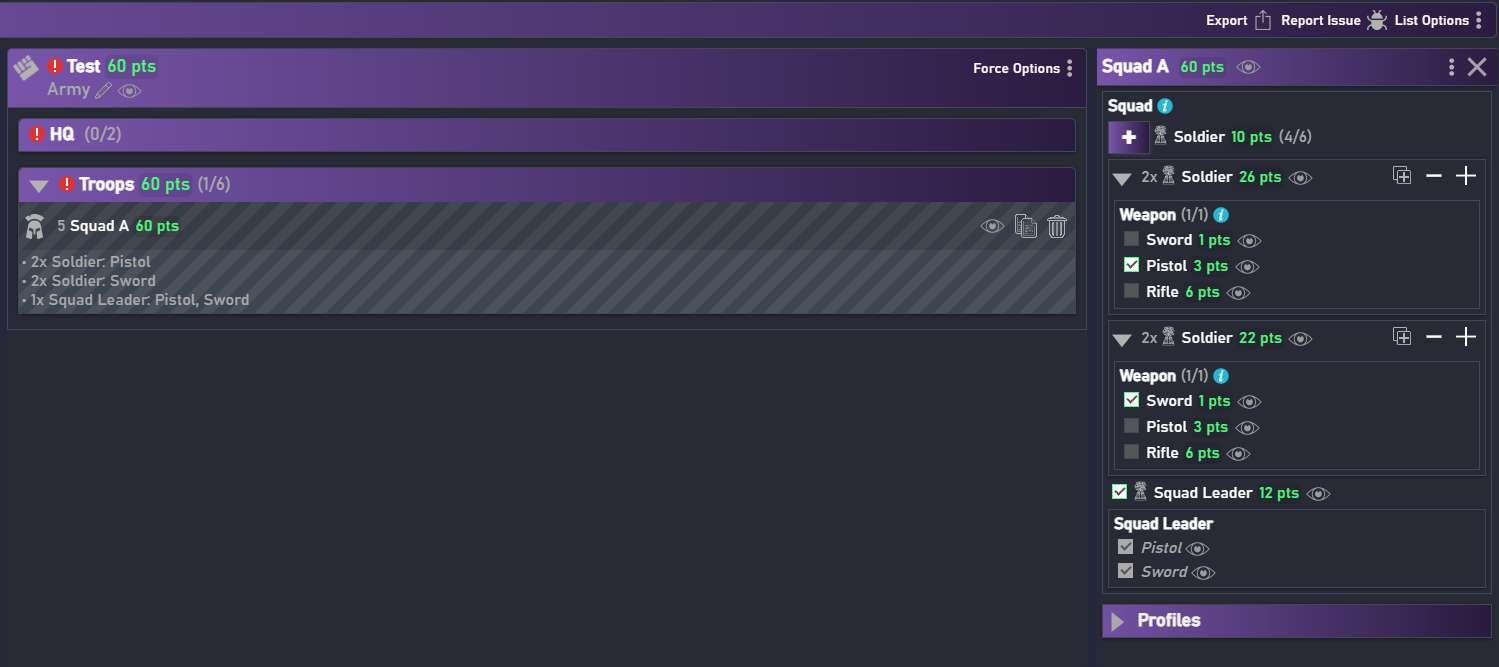 Export Report Issue List Options
Test 60 pts
Force Options
Army
HQ (0/2)
Troops 60 pts (1/6)
5 Squad A 60 pts
• 2x Soldier: Pistol
• 2x Soldier: Sword
• 1x Squad Leader: Pistol, Sword
Squad A 60 pts
Squad
Soldier 10 pts (4/6)
2x Soldier 26 pts
Weapon (1/1)
Sword 1 pts
Pistol 3 pts
Rifle 6 pts
2x Soldier 22 pts
Weapon (1/1)
Sword 1 pts
Pistol 3 pts
Rifle 6 pts
Squad Leader 12 pts
Squad Leader
Pistol
Sword
Profiles